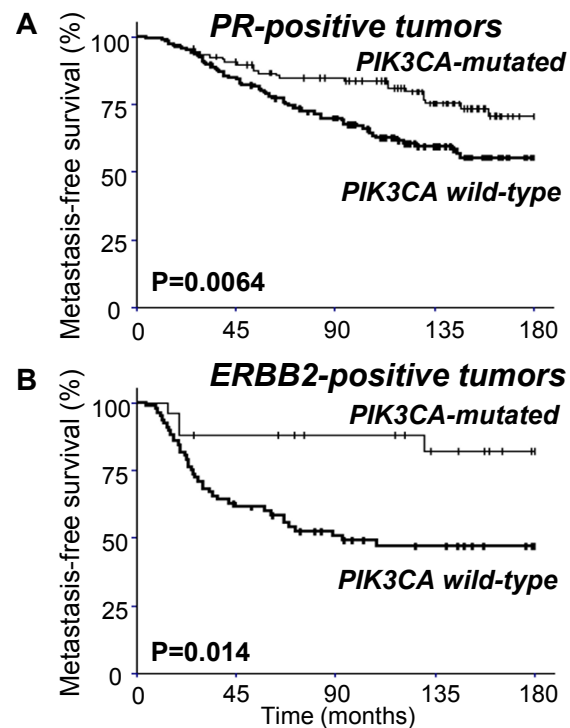 A
PR-positive tumors
Metastasis-free survival (%)
100
75
50
25
0
PIK3CA-mutated
PIK3CA wild-type
P=0.0064
0 45 90 135 180
B
ERBB2-positive tumors
Metastasis-free survival (%)
100
75
50
25
0
PIK3CA-mutated
PIK3CA wild-type
P=0.014
0 45 90 135 180
Time (months)